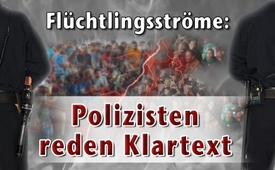 Flüchtlingsströme:
Polizisten
reden Klartext